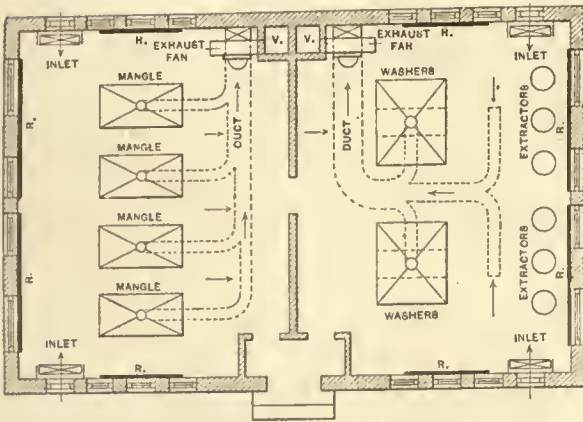 R.
EXHAUST
FAN
V.
V.
EXHAUST
FAN
R.
INLET
INLET
MANGLE
WASHERS
R.
DUCT
DUCT
EXTRACTORS
R.
MANGLE
MANGLE
R.
EXTRACTORS
R.
MANGLE
WASHERS
INLET
INLET
R.
R.